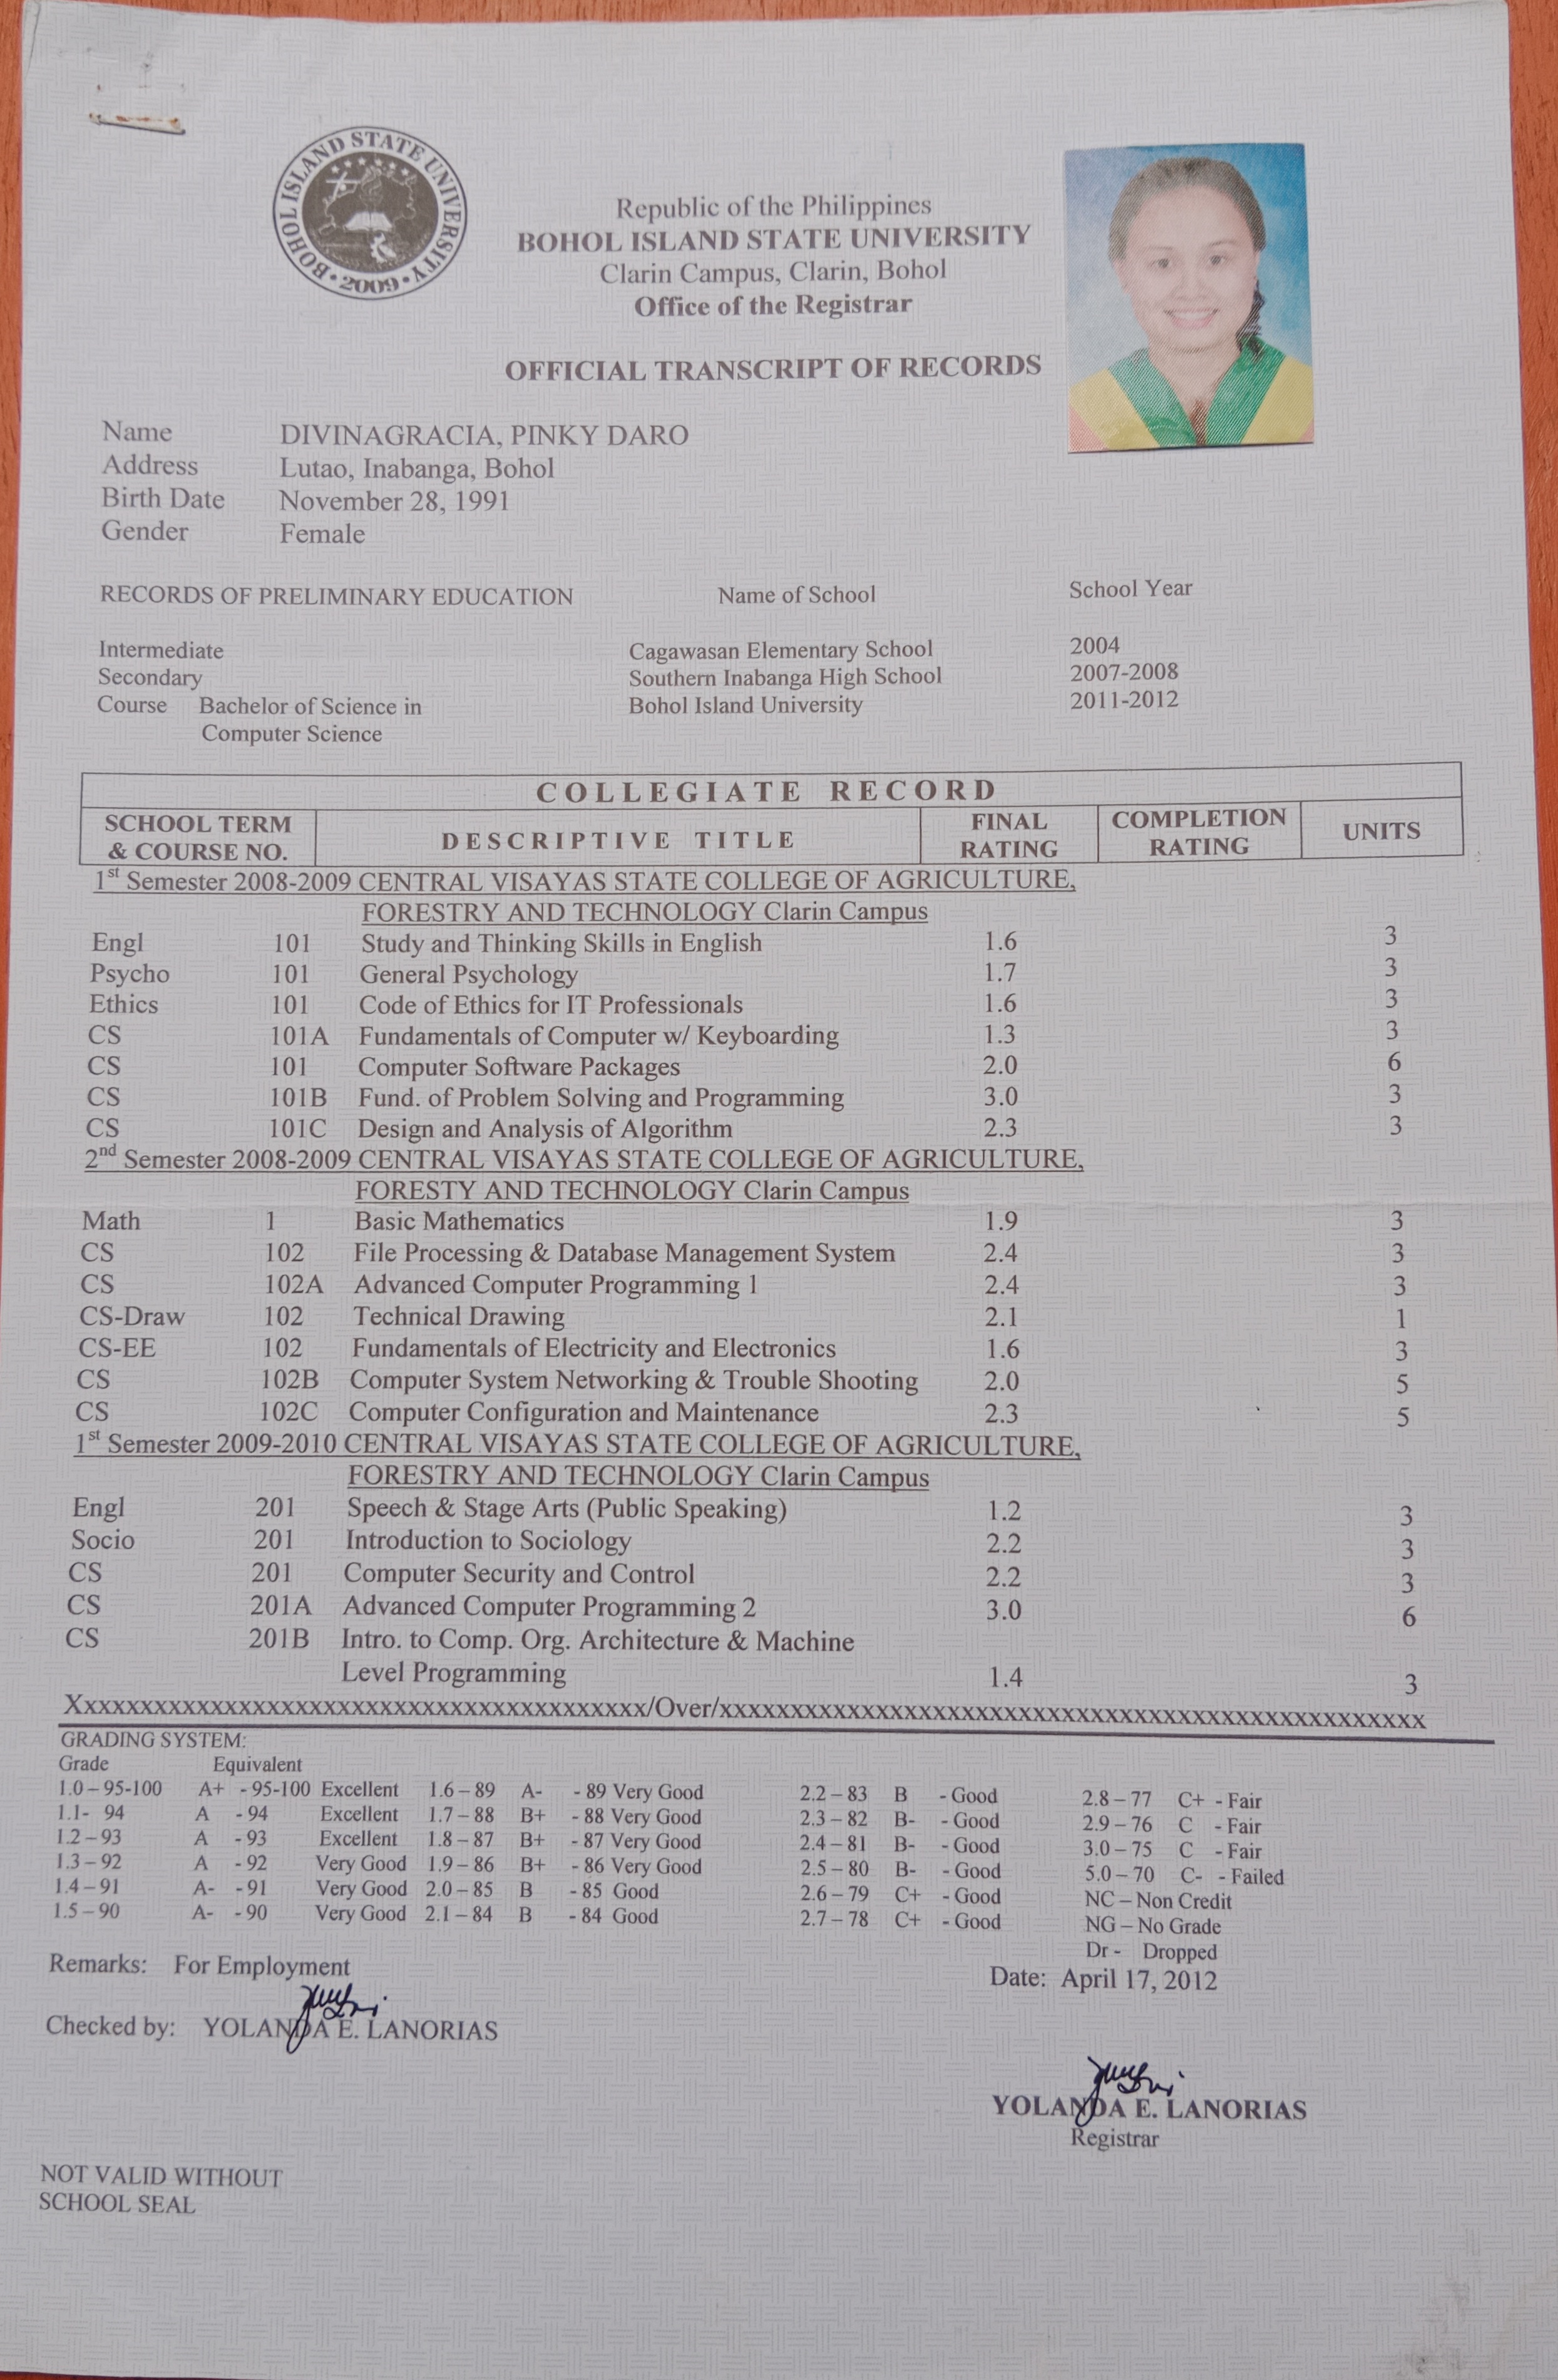 BOHOL ISLAND STATE UNIVERSITY
• 2009 •
Republic of the Philippines
BOHOL ISLAND STATE UNIVERSITY
Clarin Campus, Clarin, Bohol
Office of the Registrar
OFFICIAL TRANSCRIPT OF RECORDS
Name DIVINAGRACIA, PINKY DARO
Address Lutao, Inabanga, Bohol
Birth Date November 28, 1991
Gender Female
RECORDS OF PRELIMINARY EDUCATION Name of School School Year
Intermediate Cagawasan Elementary School 2004
Secondary Southern Inabanga High School 2007-2008
Course Bachelor of Science in Bohol Island University 2011-2012
Computer Science
COLLEGIATE RECORD
SCHOOL TERM & COURSE NO. DESCRIPTIVE TITLE FINAL RATING COMPLETION RATING UNITS
1st Semester 2008-2009 CENTRAL VISAYAS STATE COLLEGE OF AGRICULTURE,
FORESTRY AND TECHNOLOGY Clarin Campus
Engl 101 Study and Thinking Skills in English 1.6 3
Psycho 101 General Psychology 1.7 3
Ethics 101 Code of Ethics for IT Professionals 1.6 3
CS 101A Fundamentals of Computer w/ Keyboarding 1.3 3
CS 101 Computer Software Packages 2.0 6
CS 101B Fund. of Problem Solving and Programming 3.0 3
CS 101C Design and Analysis of Algorithm 2.3 3
2nd Semester 2008-2009 CENTRAL VISAYAS STATE COLLEGE OF AGRICULTURE,
FORESTY AND TECHNOLOGY Clarin Campus
Math 1 Basic Mathematics 1.9 3
CS 102 File Processing & Database Management System 2.4 3
CS 102A Advanced Computer Programming 1 2.4 3
CS-Draw 102 Technical Drawing 2.1 1
CS-EE 102 Fundamentals of Electricity and Electronics 1.6 3
CS 102B Computer System Networking & Trouble Shooting 2.0 5
CS 102C Computer Configuration and Maintenance 2.3 5
1st Semester 2009-2010 CENTRAL VISAYAS STATE COLLEGE OF AGRICULTURE,
FORESTRY AND TECHNOLOGY Clarin Campus
Engl 201 Speech & Stage Arts (Public Speaking) 1.2 3
Socio 201 Introduction to Sociology 2.2 3
CS 201 Computer Security and Control 2.2 3
CS 201A Advanced Computer Programming 2 3.0 6
CS 201B Intro. to Comp. Org. Architecture & Machine
Level Programming 1.4 3
Xxxxxxxxxxxxxxxxxxxxxxxxxxxxxxxxxxxxxxxxx/Over/xxxxxxxxxxxxxxxxxxxxxxxxxxxxxxxxxxxxxxxxxxxxxxxxxx
GRADING SYSTEM:
Grade Equivalent
1.0 – 95-100 A+ - 95-100 Excellent 1.6 – 89 A- - 89 Very Good 2.2 – 83 B - Good 2.8 – 77 C+ - Fair
1.1- 94 A - 94 Excellent 1.7 – 88 B+ - 88 Very Good 2.3 – 82 B- - Good 2.9 – 76 C - Fair
1.2 – 93 A - 93 Excellent 1.8 – 87 B+ - 87 Very Good 2.4 – 81 B- - Good 3.0 – 75 C - Fair
1.3 – 92 A - 92 Very Good 1.9 – 86 B+ - 86 Very Good 2.5 – 80 B- - Good 5.0 – 70 C- - Failed
1.4 – 91 A- - 91 Very Good 2.0 – 85 B - 85 Good 2.6 – 79 C+ - Good NC – Non Credit
1.5 – 90 A- - 90 Very Good 2.1 – 84 B - 84 Good 2.7 – 78 C+ - Good NG – No Grade
Dr - Dropped
Remarks: For Employment Date: April 17, 2012
Checked by: YOLANDA E. LANORIAS
YOLANDA E. LANORIAS
Registrar
NOT VALID WITHOUT
SCHOOL SEAL